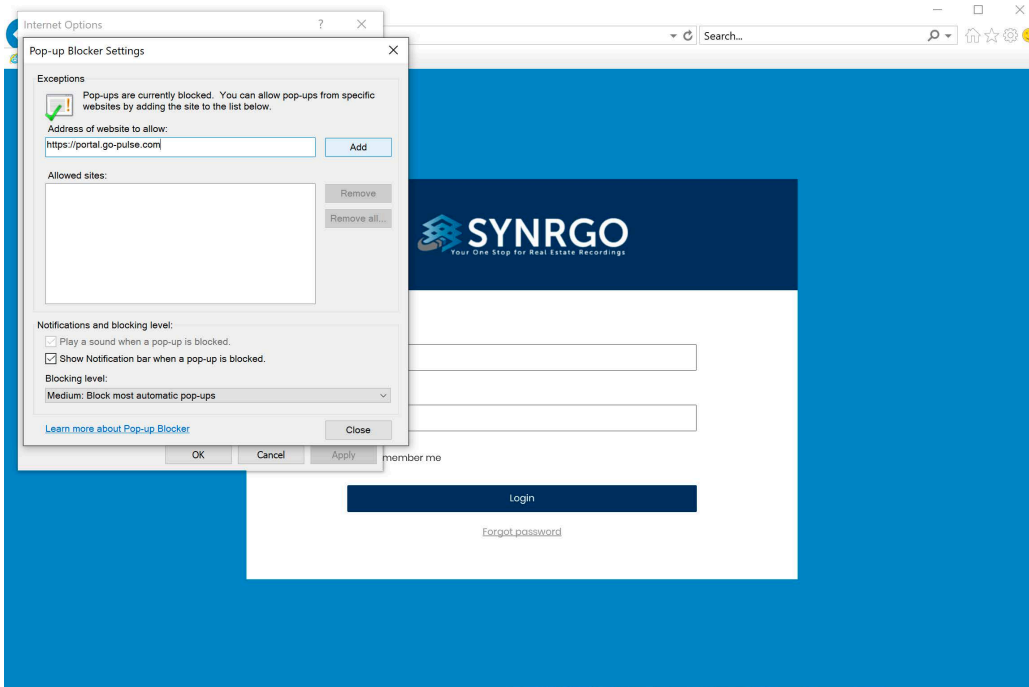 Internet Options
?
Search...
Pop-up Blocker Settings
Exceptions
Pop-ups are currently blocked. You can allow pop-ups from specific
websites by adding the site to the list below.
Address of website to allow:
https://portal.go-pulse.com
Add
Allowed sites:
Remove
Remove all...
Notifications and blocking level:
Play a sound when a pop-up is blocked.
Show Notification bar when a pop-up is blocked.
Blocking level:
Medium: Block most automatic pop-ups
Learn more about Pop-up Blocker
Close
OK
Cancel
Apply
SYNRGO
Your One Stop for Real Estate Recordings
member me
Login
Forgot password